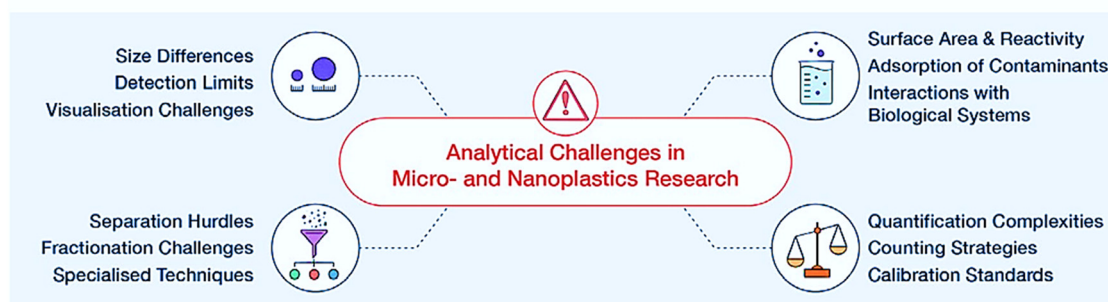 Size Differences
Detection Limits
Visualisation Challenges
Surface Area & Reactivity
Adsorption of Contaminants
Interactions with
Biological Systems
Analytical Challenges in
Micro- and Nanoplastics Research
Separation Hurdles
Fractionation Challenges
Specialised Techniques
Quantification Complexities
Counting Strategies
Calibration Standards